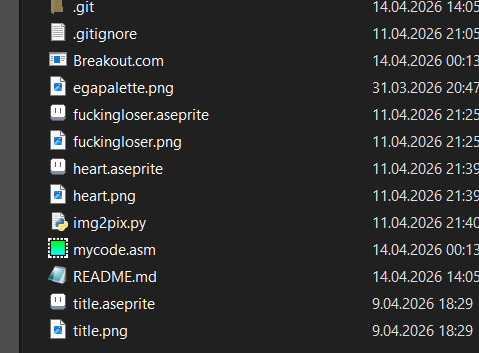 .git 14.04.2026 14:05
.gitignore 11.04.2026 21:05
Breakout.com 14.04.2026 00:13
egapalette.png 31.03.2026 20:47
fuckingloser.aseprite 11.04.2026 21:25
fuckingloser.png 11.04.2026 21:25
heart.aseprite 11.04.2026 21:39
heart.png 11.04.2026 21:39
img2pix.py 11.04.2026 21:40
mycode.asm 14.04.2026 00:13
README.md 14.04.2026 14:05
title.aseprite 9.04.2026 18:29
title.png 9.04.2026 18:29